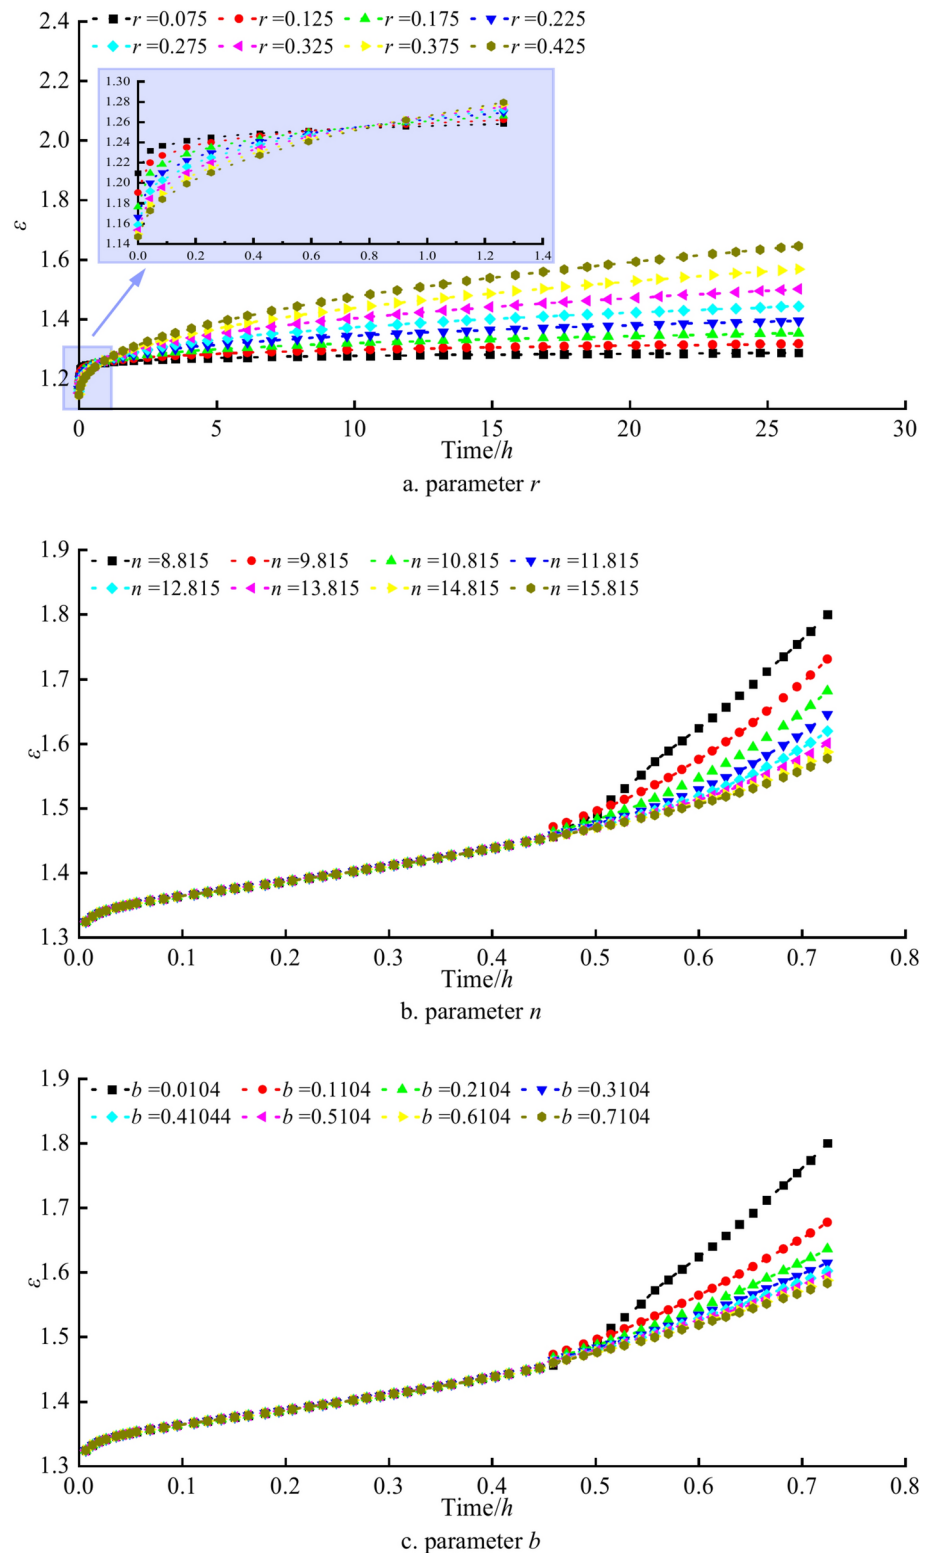 r =0.075 r =0.125 r =0.175 r =0.225
r =0.275 r =0.325 r =0.375 r =0.425
2.4
2.2
2.0
1.8
1.6
1.4
1.2
ε
1.30
1.28
1.26
1.24
1.22
1.20
1.18
1.16
1.14
0.0 0.2 0.4 0.6 0.8 1.0 1.2 1.4
0 5 10 15 20 25 30
Time/h
a. parameter r
n =8.815 n =9.815 n =10.815 n =11.815
n =12.815 n =13.815 n =14.815 n =15.815
1.9
1.8
1.7
1.6
1.5
1.4
1.3
ε
0.0 0.1 0.2 0.3 0.4 0.5 0.6 0.7 0.8
Time/h
b. parameter n
b =0.0104 b =0.1104 b =0.2104 b =0.3104
b =0.41044 b =0.5104 b =0.6104 b =0.7104
1.9
1.8
1.7
1.6
1.5
1.4
1.3
ε
0.0 0.1 0.2 0.3 0.4 0.5 0.6 0.7 0.8
Time/h
c. parameter b